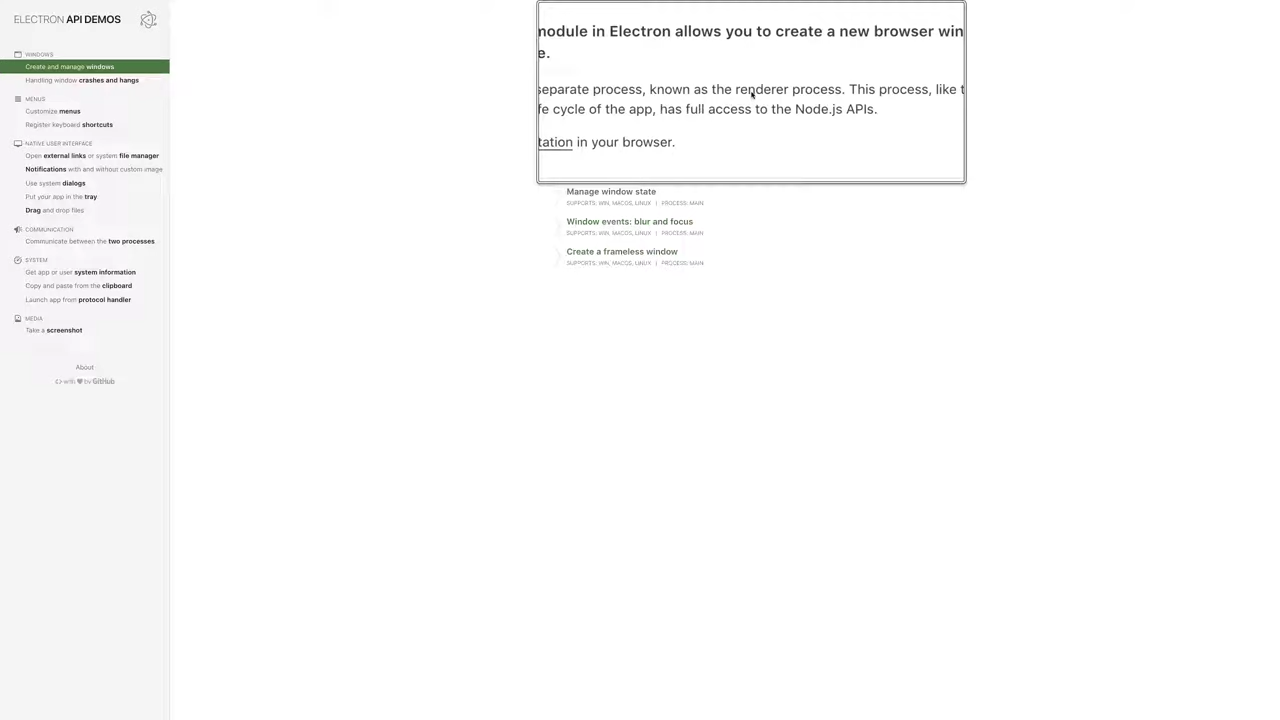 ELECTRON API DEMOS
WINDOWS
Create and manage windows
Handling window crashes and hangs
MENUS
Customize menus
Register keyboard shortcuts
NATIVE USER INTERFACE
Open external links or system file manager
Notifications with and without custom image
Use system dialogs
Put your app in the tray
Drag and drop files
COMMUNICATION
Communicate between the two processes
SYSTEM
Get app or user system information
Copy and paste from the clipboard
Launch app from protocol handler
MEDIA
Take a screenshot
About
with by GitHub
module in Electron allows you to create a new browser win
e.
separate process, known as the renderer process. This process, like t
fe cycle of the app, has full access to the Node.js APIs.
tation in your browser.
Manage window state
SUPPORTS: WIN, MACOS, LINUX | PROCESS: MAIN
Window events: blur and focus
SUPPORTS: WIN, MACOS, LINUX | PROCESS: MAIN
Create a frameless window
SUPPORTS: WIN, MACOS, LINUX | PROCESS: MAIN